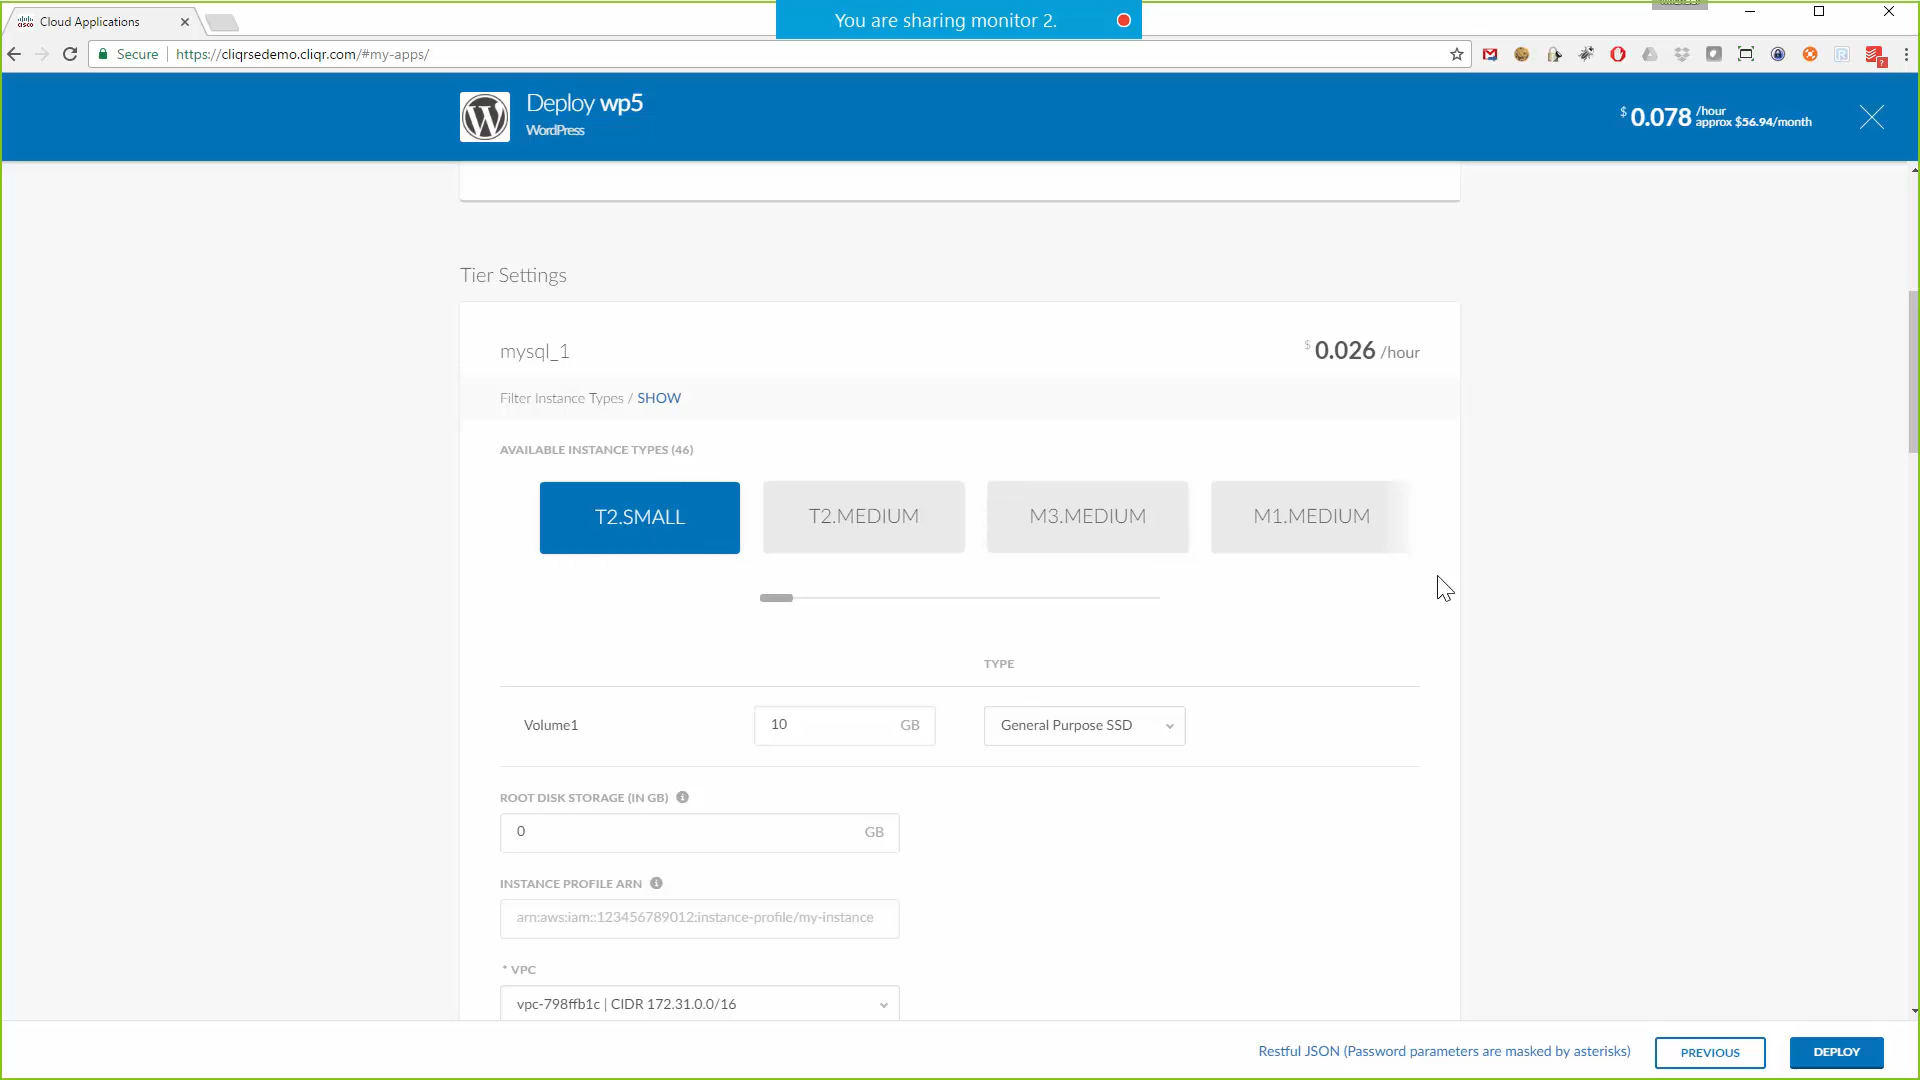 Cloud Applications
You are sharing monitor 2.
Secure
https://cliqrsedemo.cliqr.com/#my-apps/
Deploy wp5
WordPress
$ 0.078 /hour
approx $56.94/month
Tier Settings
mysql_1
$ 0.026 /hour
Filter Instance Types / SHOW
AVAILABLE INSTANCE TYPES (46)
T2.SMALL
T2.MEDIUM
M3.MEDIUM
M1.MEDIUM
TYPE
Volume1
10 GB
General Purpose SSD
ROOT DISK STORAGE (IN GB)
0 GB
INSTANCE PROFILE ARN
arn:aws:iam::123456789012:instance-profile/my-instance
* VPC
vpc-798ffb1c | CIDR 172.31.0.0/16
Restful JSON (Password parameters are masked by asterisks)
PREVIOUS
DEPLOY